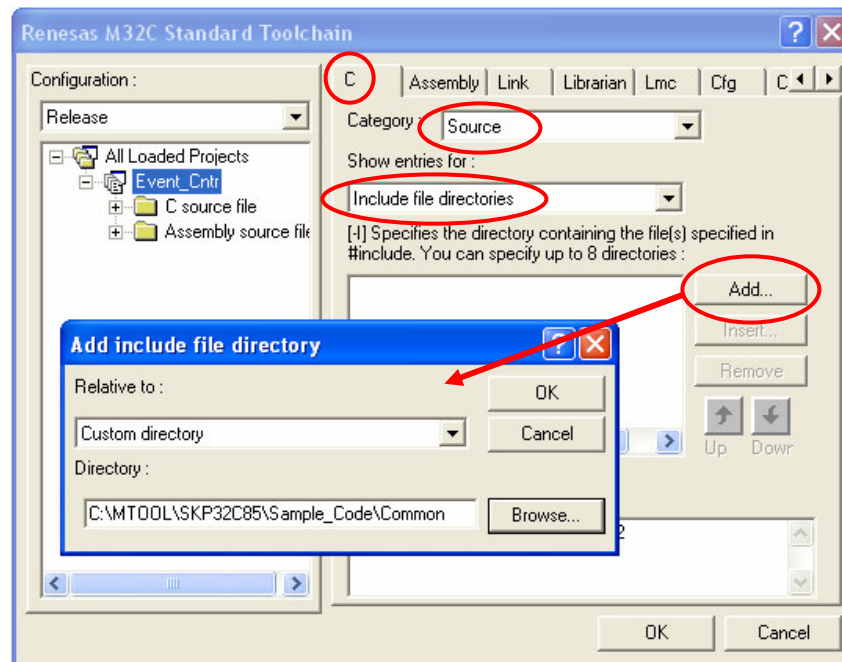 Renesas M32C Standard Toolchain
Configuration :
Release
All Loaded Projects
Event_Cntr
C source file
Assembly source file
C
Assembly
Link
Librarian
Lmc
Cfg
C
Category :
Source
Show entries for :
Include file directories
[-I] Specifies the directory containing the file(s) specified in
#include. You can specify up to 8 directories :
Add...
Insert...
Remove
Up
Down
Add include file directory
Relative to :
Custom directory
OK
Cancel
Directory :
C:\MTOOL\SKP32C85\Sample_Code\Common
Browse...
2
OK
Cancel